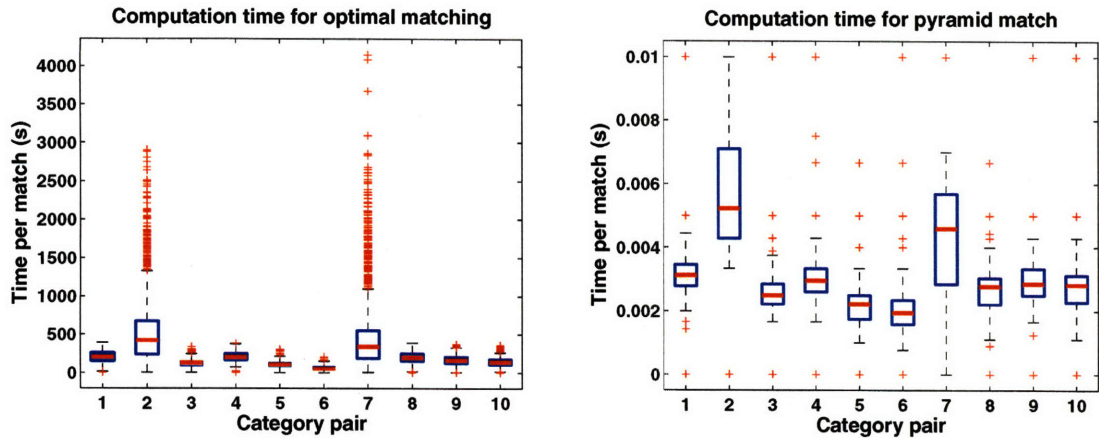 Computation time for optimal matching
Time per match (s)
4000
3500
3000
2500
2000
1500
1000
500
0
1 2 3 4 5 6 7 8 9 10
Category pair
Computation time for pyramid match
Time per match (s)
0.01
0.008
0.006
0.004
0.002
0
1 2 3 4 5 6 7 8 9 10
Category pair